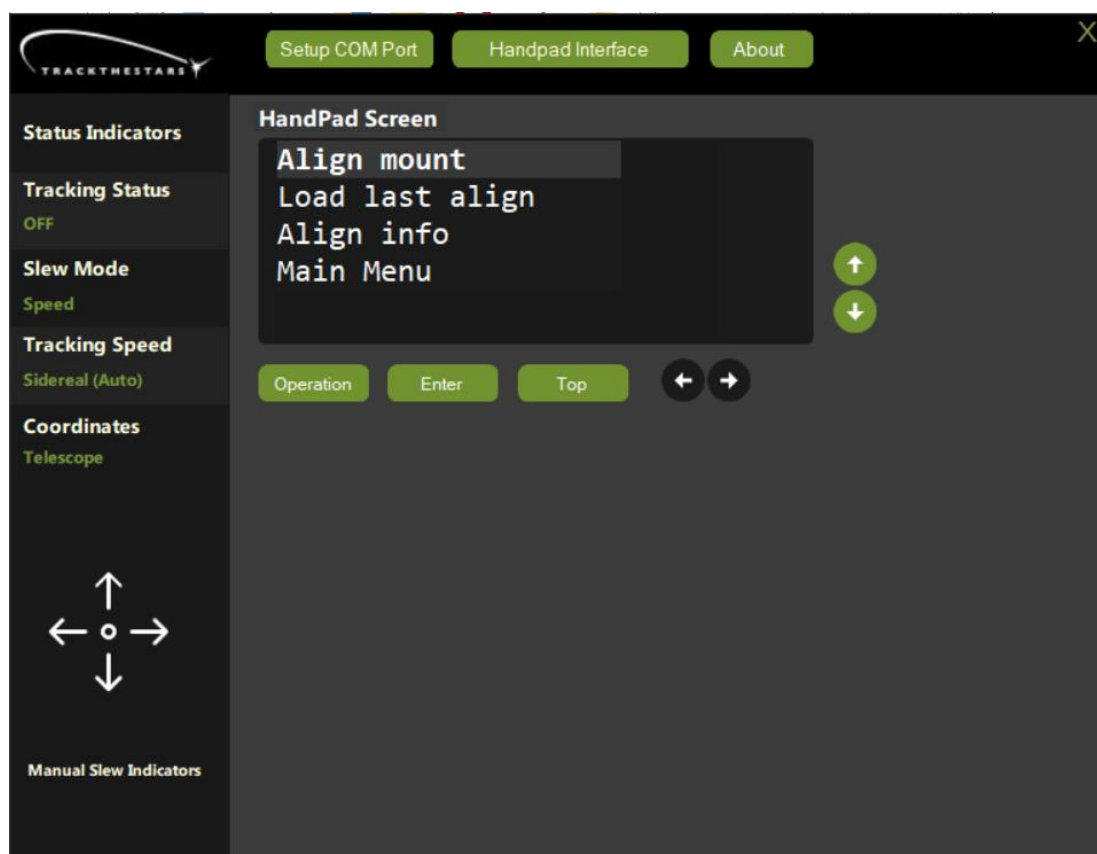 TRACKTHESTARS
Setup COM Port
Handpad Interface
About
X
Status Indicators
Tracking Status
OFF
Slew Mode
Speed
Tracking Speed
Sidereal (Auto)
Coordinates
Telescope
Manual Slew Indicators
HandPad Screen
Align mount
Load last align
Align info
Main Menu
Operation
Enter
Top